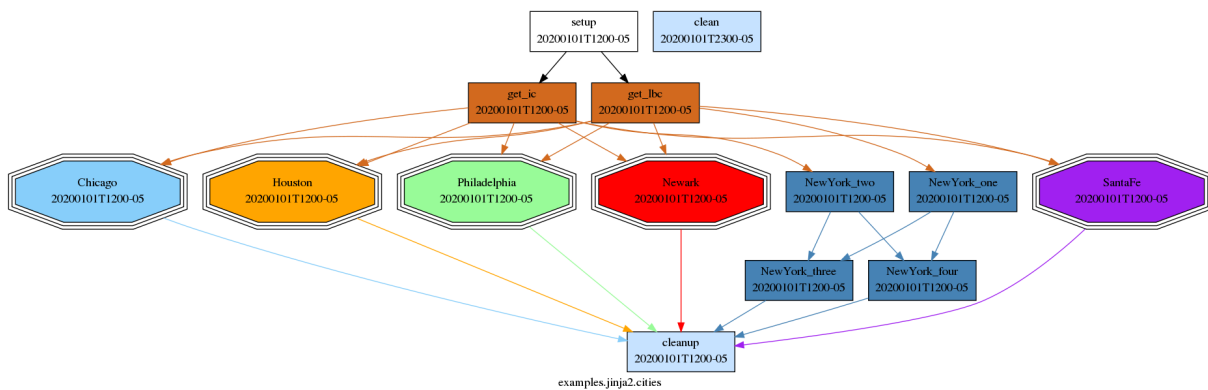 setup
20200101T1200-05
clean
20200101T2300-05
get_ic
20200101T1200-05
get_lbc
20200101T1200-05
Chicago
20200101T1200-05
Houston
20200101T1200-05
Philadelphia
20200101T1200-05
Newark
20200101T1200-05
NewYork_two
20200101T1200-05
NewYork_one
20200101T1200-05
SantaFe
20200101T1200-05
NewYork_three
20200101T1200-05
NewYork_four
20200101T1200-05
cleanup
20200101T1200-05
examples.jinja2.cities